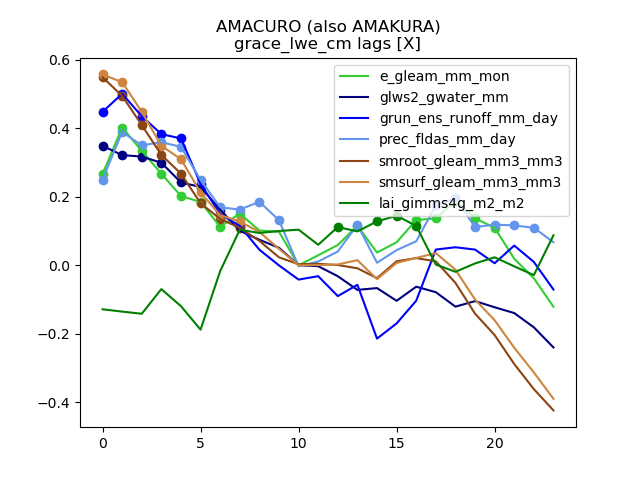 AMACURO (also AMAKURA)
grace_lwe_cm lags [X]
e_gleam_mm_mon
glws2_gwater_mm
grun_ens_runoff_mm_day
prec_fldas_mm_day
smroot_gleam_mm3_mm3
smsurf_gleam_mm3_mm3
lai_gimms4g_m2_m2
0.6
0.4
0.2
0.0
−0.2
−0.4
0 5 10 15 20